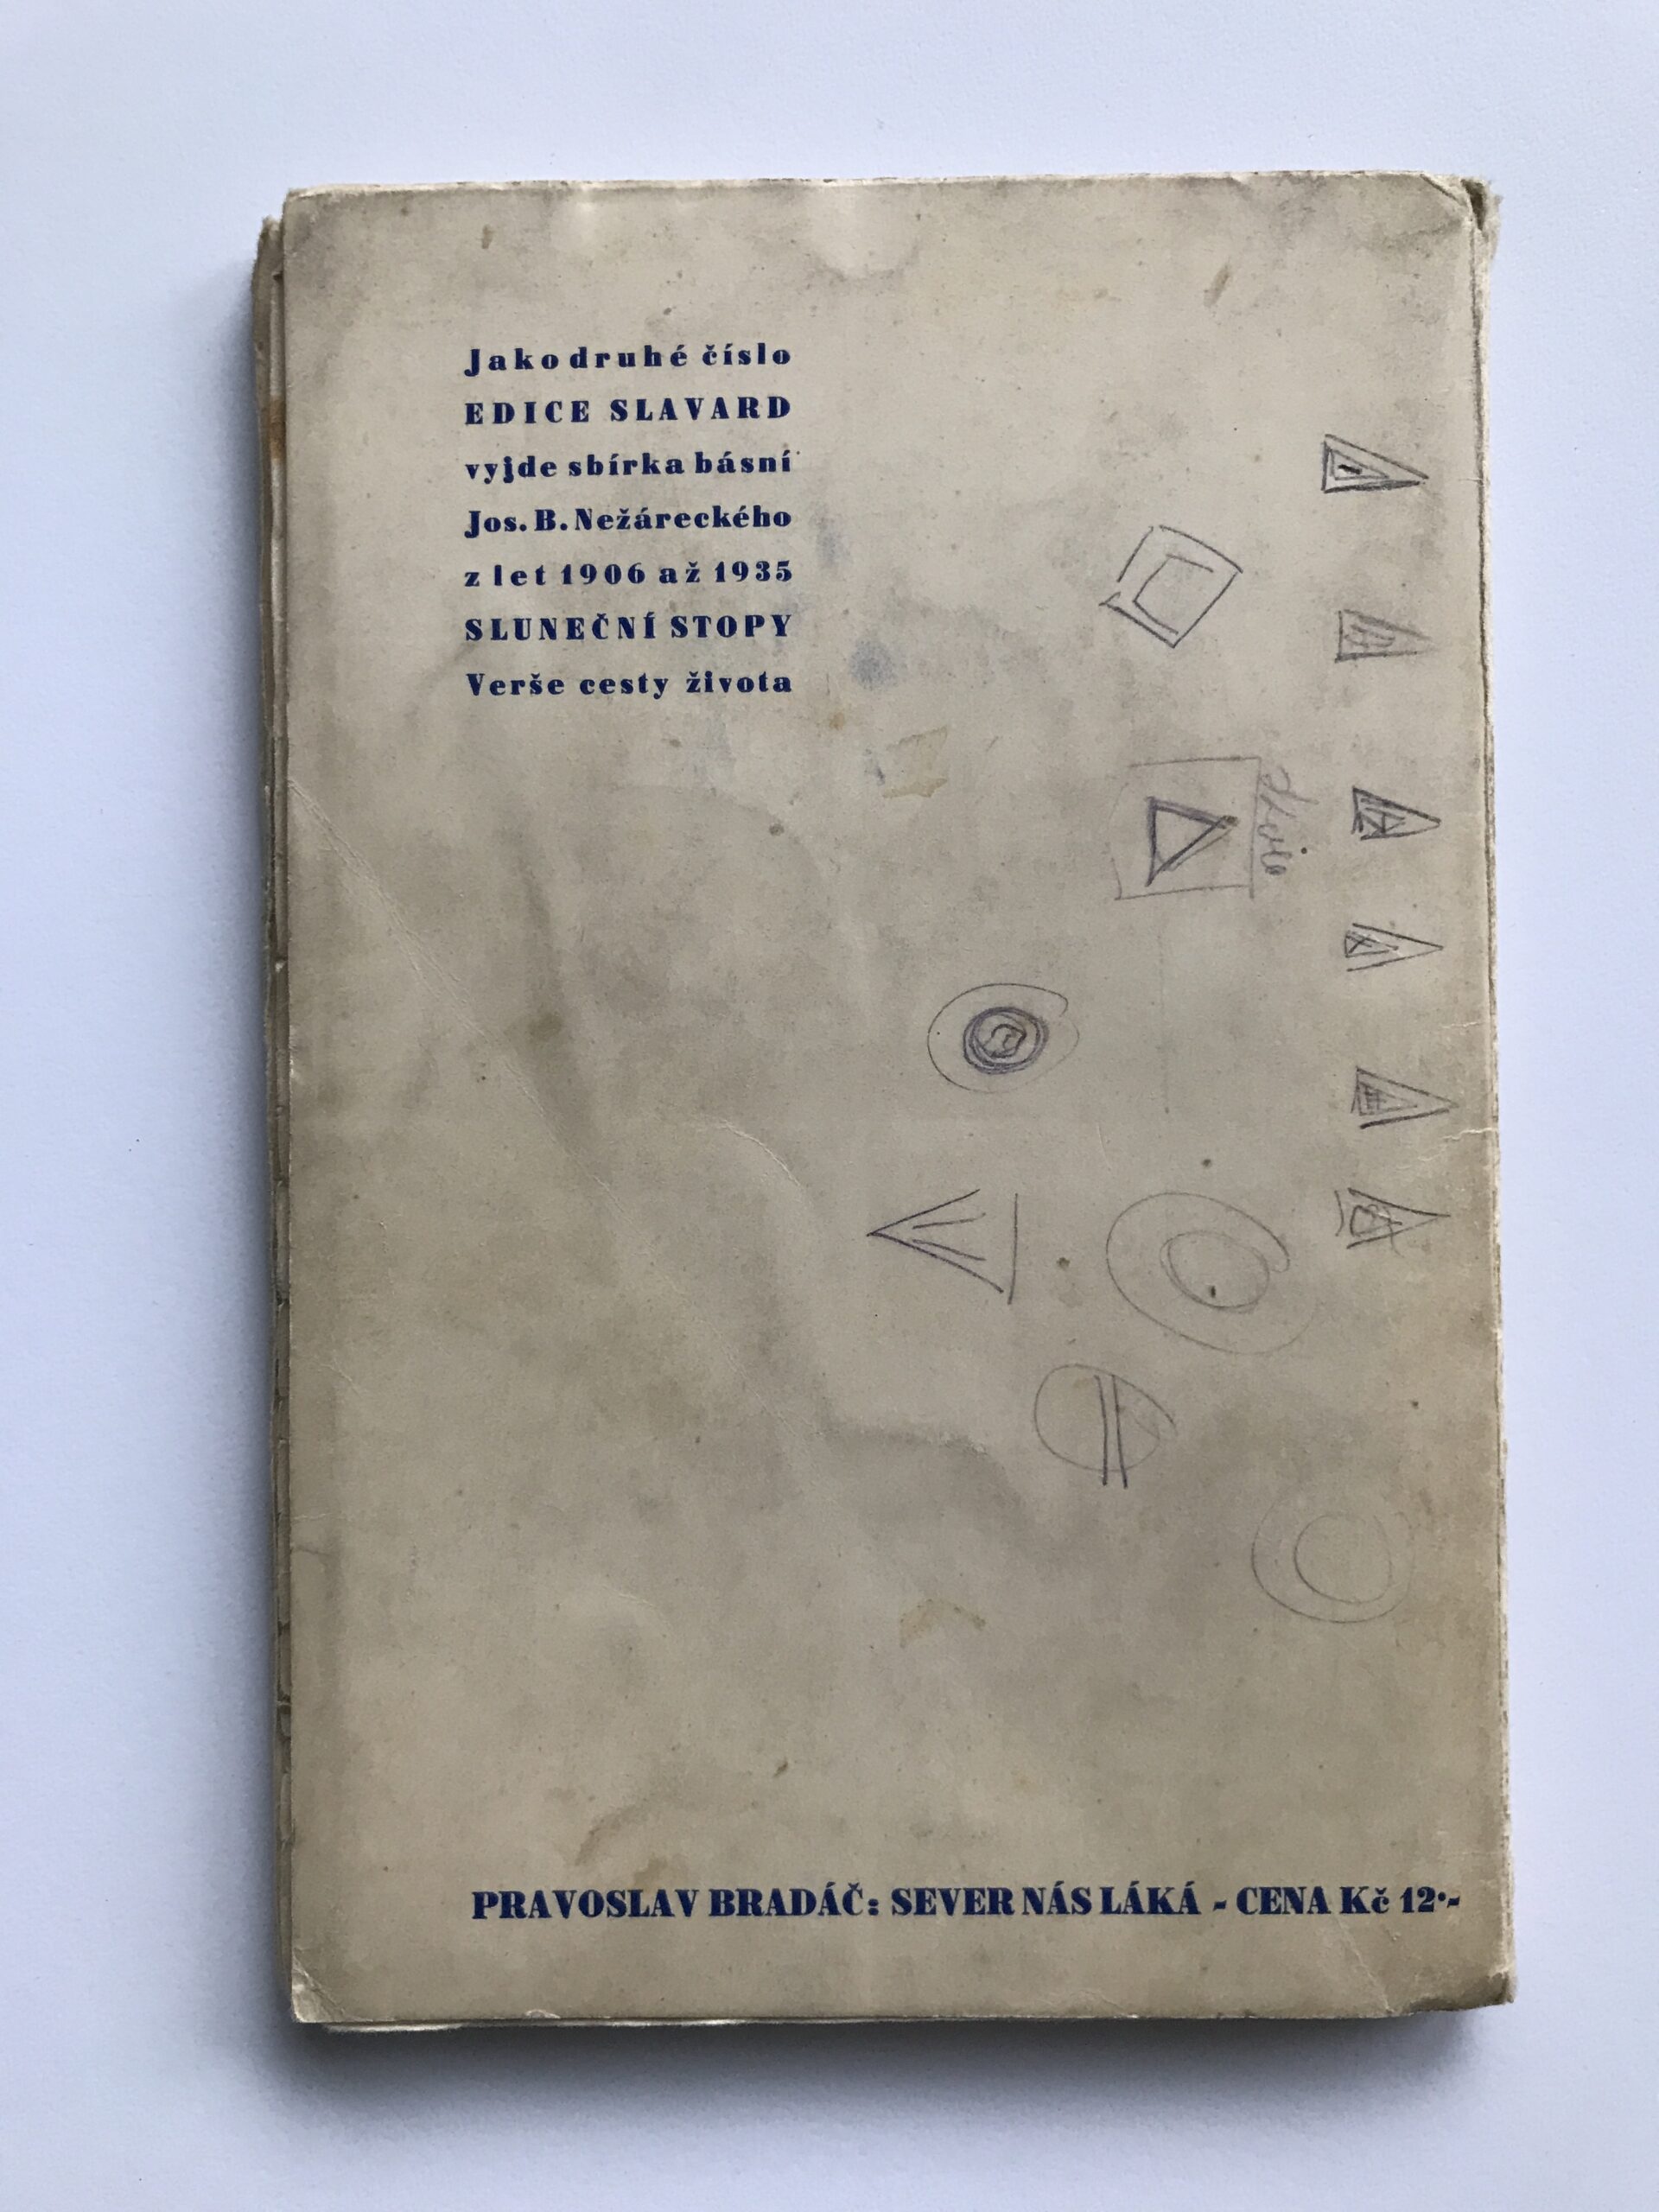 Jako druhé číslo
EDICE SLAVARD
vyjde sbírka básní
Jos. B. Nežáreckého
z let 1906 až 1935
SLUNEČNÍ STOPY
Verše cesty života
PRAVOSLAV BRADÁČ: SEVER NÁS LÁKÁ - CENA Kč 12·-